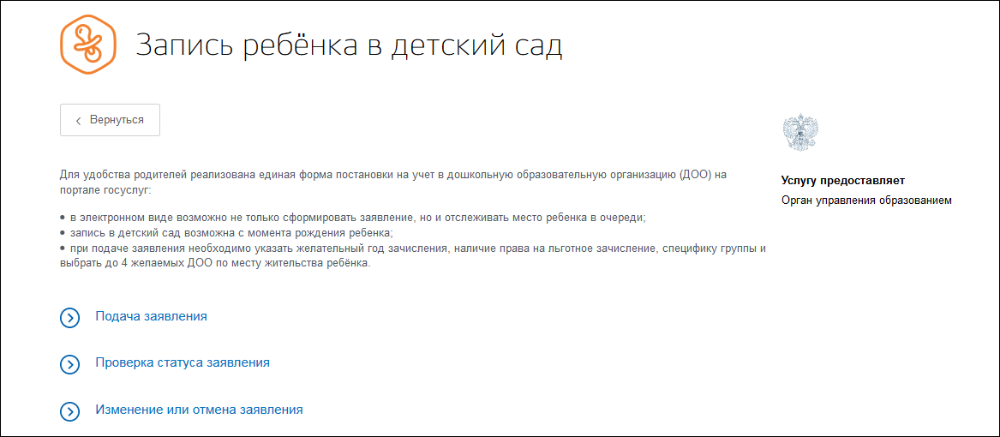 Запись ребёнка в детский сад
Вернуться
Для удобства родителей реализована единая форма постановки на учет в дошкольную образовательную организацию (ДОО) на
портале госуслуг:
• в электронном виде возможно не только сформировать заявление, но и отслеживать место ребенка в очереди;
• запись в детский сад возможна с момента рождения ребенка;
• при подаче заявления необходимо указать желательный год зачисления, наличие права на льготное зачисление, специфику группы и
выбрать до 4 желаемых ДОО по месту жительства ребёнка.
Услугу предоставляет
Орган управления образованием
Подача заявления
Проверка статуса заявления
Изменение или отмена заявления